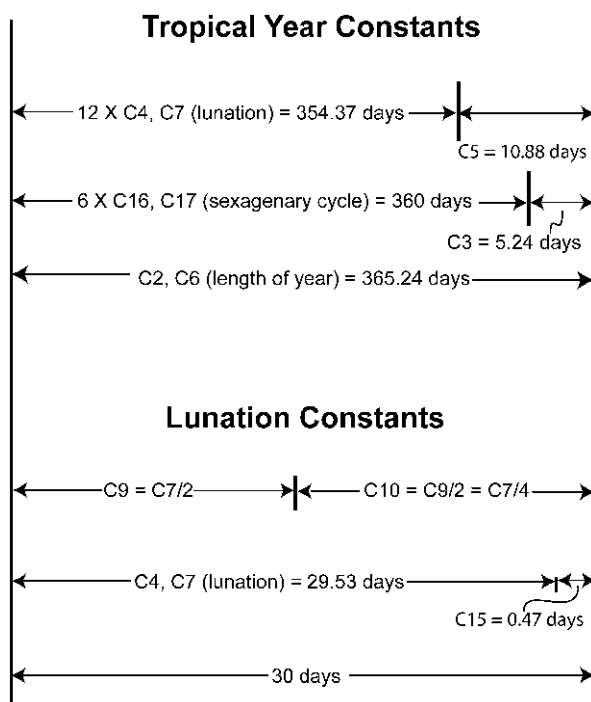 Tropical Year Constants
12 X C4, C7 (lunation) = 354.37 days
C5 = 10.88 days
6 X C16, C17 (sexagenary cycle) = 360 days
C3 = 5.24 days
C2, C6 (length of year) = 365.24 days
Lunation Constants
C9 = C7/2
C10 = C9/2 = C7/4
C4, C7 (lunation) = 29.53 days
C15 = 0.47 days
30 days